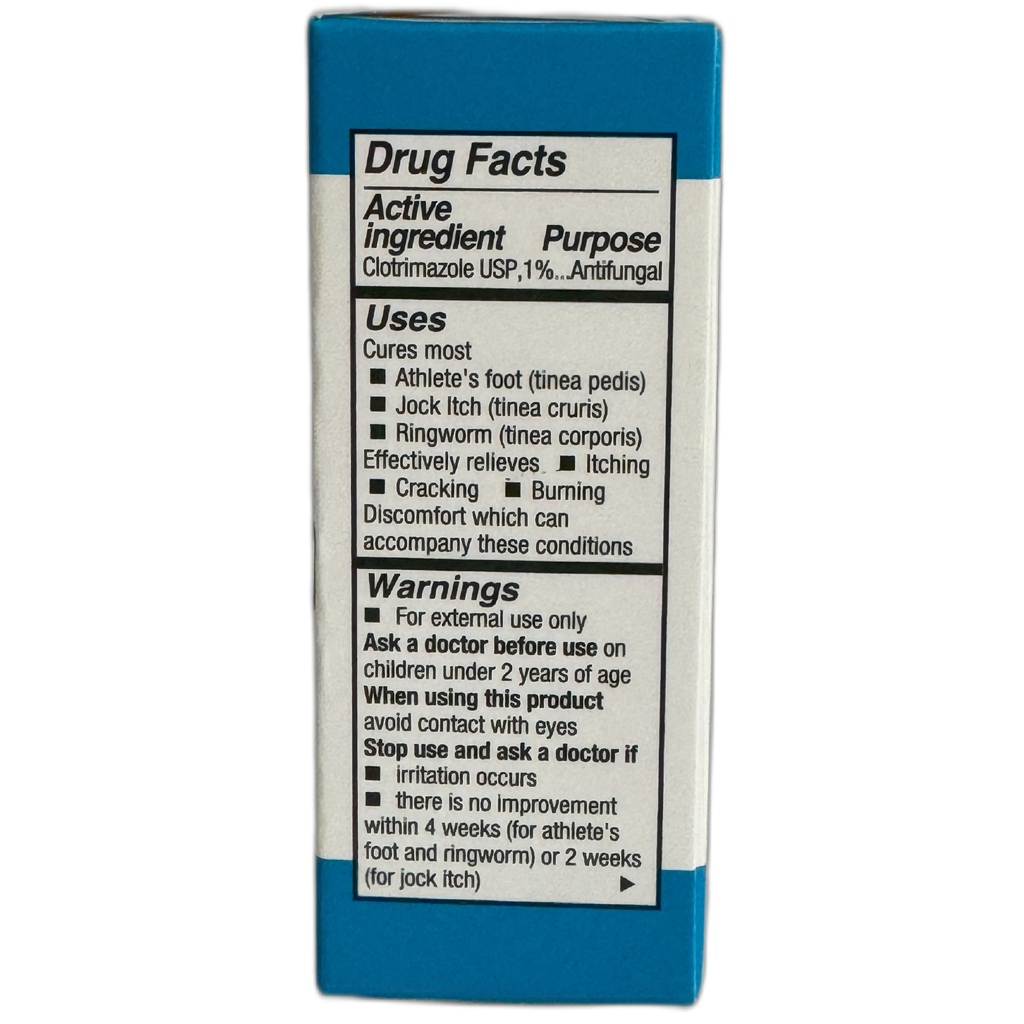 Drug Facts
Active
ingredient Purpose
Clotrimazole USP,1%...Antifungal
Uses
Cures most
■ Athlete's foot (tinea pedis)
■ Jock Itch (tinea cruris)
■ Ringworm (tinea corporis)
Effectively relieves ■ Itching
■ Cracking ■ Burning
Discomfort which can
accompany these conditions
Warnings
■ For external use only
Ask a doctor before use on
children under 2 years of age
When using this product
avoid contact with eyes
Stop use and ask a doctor if
■ irritation occurs
■ there is no improvement
within 4 weeks (for athlete's
foot and ringworm) or 2 weeks
(for jock itch) ▶